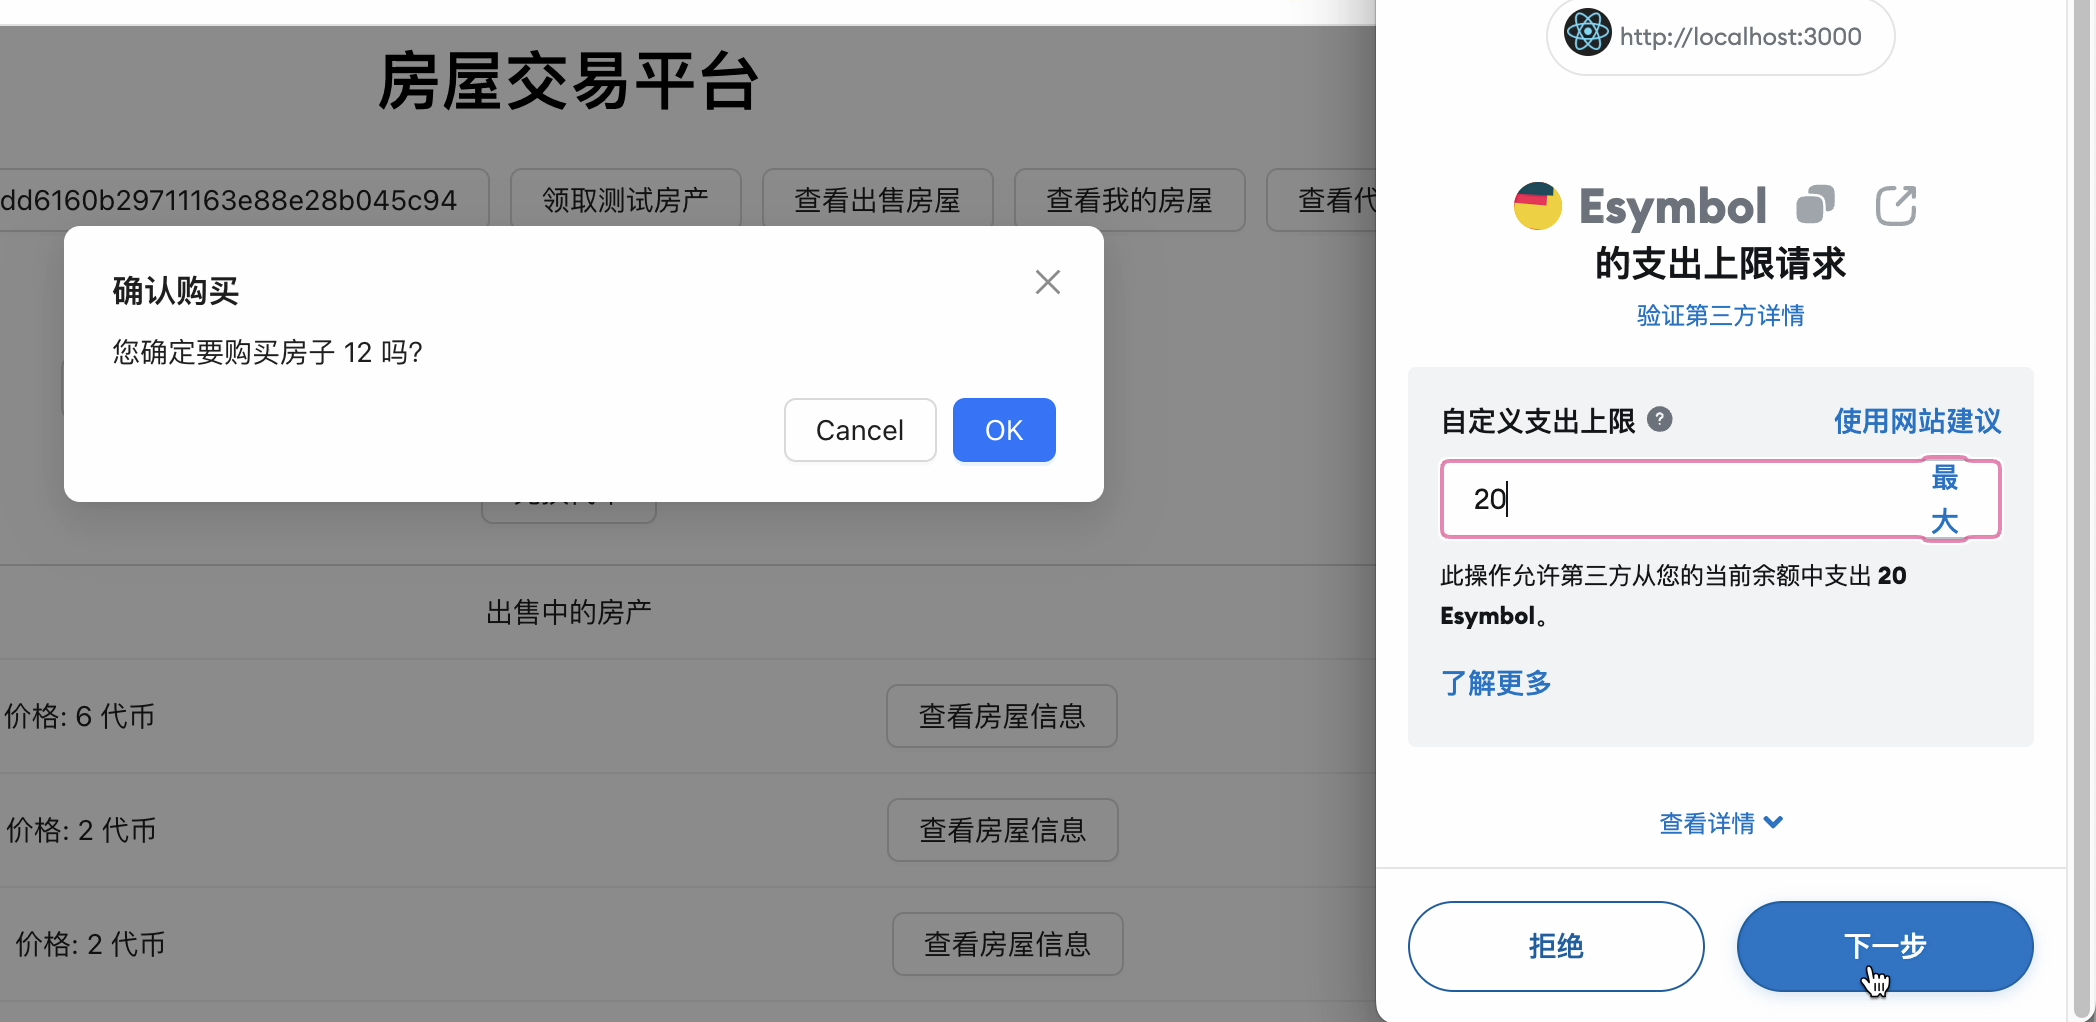 房屋交易平台
dd6160b29711163e88e28b045c94
领取测试房产
查看出售房屋
查看我的房屋
查看代
确认购买
您确定要购买房子 12 吗?
Cancel
OK
出售中的房产
价格: 6 代币
查看房屋信息
价格: 2 代币
查看房屋信息
价格: 2 代币
查看房屋信息
http://localhost:3000
Esymbol
的支出上限请求
验证第三方详情
自定义支出上限 ?
使用网站建议
20
最
大
此操作允许第三方从您的当前余额中支出 20
Esymbol。
了解更多
查看详情
拒绝
下一步